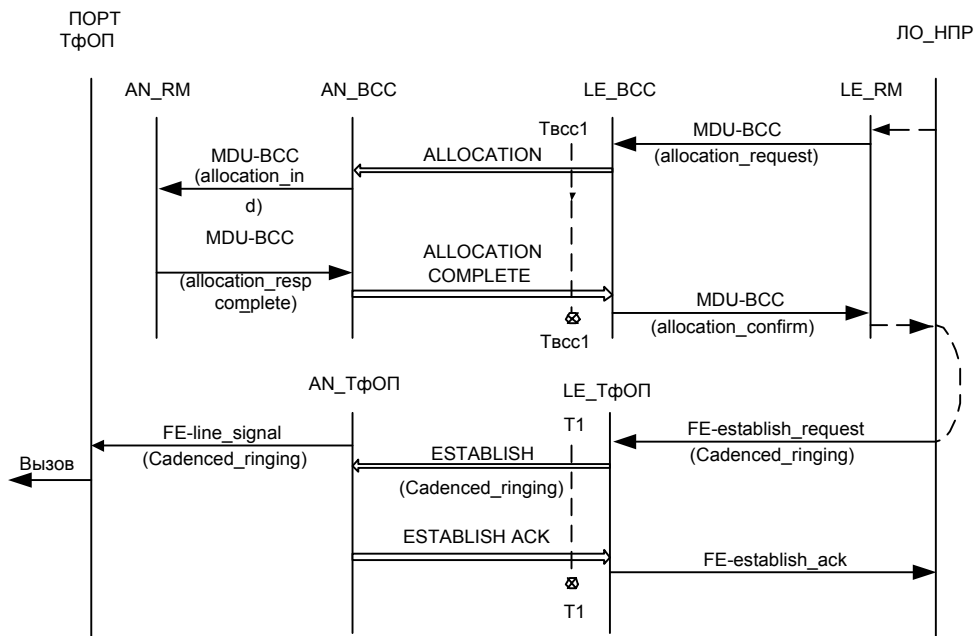 ПОРТ
ТфОП
ЛО_НПР
AN_RM
AN_BCC
LE_BCC
LE_RM
Твсс1
MDU-BCC
(allocation_request)
ALLOCATION
MDU-BCC
(allocation_in
d)
MDU-BCC
(allocation_resp
complete)
ALLOCATION
COMPLETE
MDU-BCC
(allocation_confirm)
Твсс1
AN_ТфОП
LE_ТфОП
T1
FE-line_signal
(Cadenced_ringing)
FE-establish_request
(Cadenced_ringing)
Вызов
ESTABLISH
(Cadenced_ringing)
ESTABLISH ACK
FE-establish_ack
T1